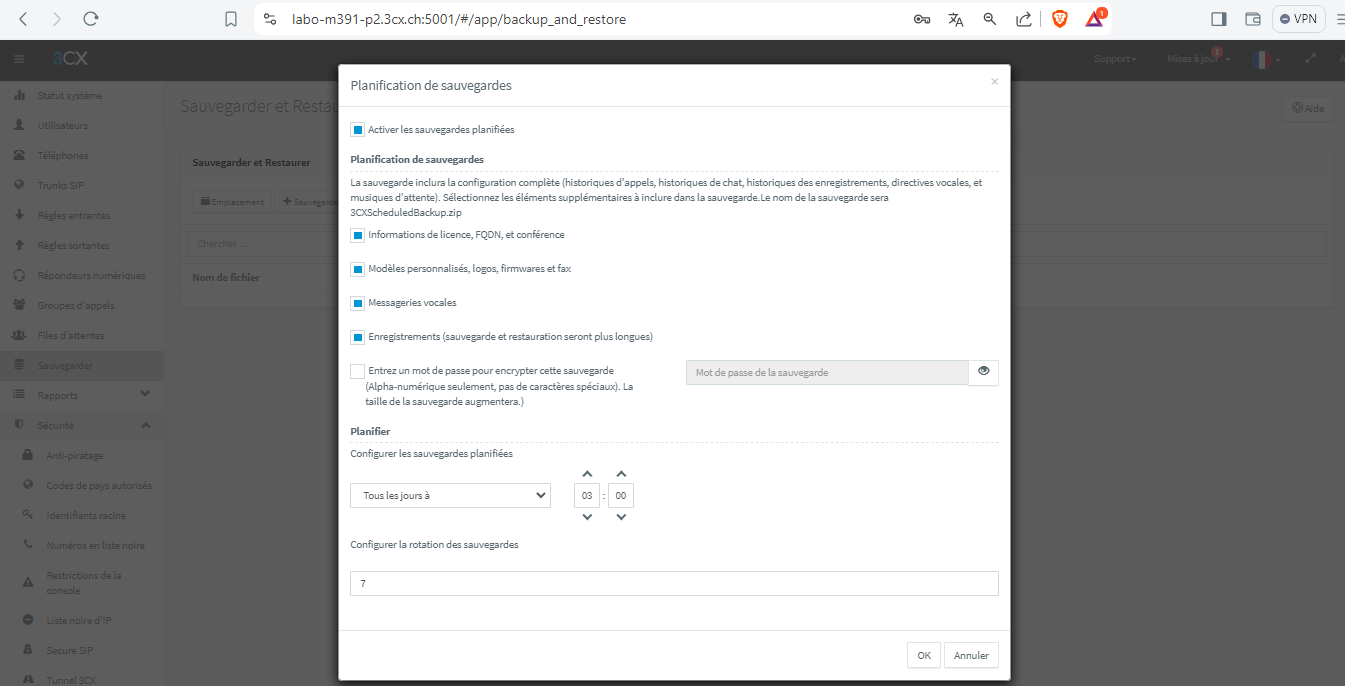 labo-m391-p2.3cx.ch:5001/#/app/backup_and_restore
1
VPN
3CX
Support
Mises à jour
1
Statut système
Utilisateurs
Téléphones
Trunks SIP
Règles entrantes
Règles sortantes
Répondeurs numériques
Groupes d'appels
Files d'attentes
Sauvegarder
Rapports
Sécurité
Anti-piratage
Codes de pays autorisés
Identifiants racine
Numéros en liste noire
Restrictions de la
console
Liste noire d'IP
Secure SIP
Tunnel 3CX
Sauvegarder et Restau
Aide
Sauvegarder et Restaurer
Emplacement
Sauvegarde
Chercher ...
Nom de fichier
Planification de sauvegardes
×
Activer les sauvegardes planifiées
Planification de sauvegardes
La sauvegarde inclura la configuration complète (historiques d'appels, historiques de chat, historiques des enregistrements, directives vocales, et
musiques d'attente). Sélectionnez les éléments supplémentaires à inclure dans la sauvegarde.Le nom de la sauvegarde sera
3CXScheduledBackup.zip
Informations de licence, FQDN, et conférence
Modèles personnalisés, logos, firmwares et fax
Messageries vocales
Enregistrements (sauvegarde et restauration seront plus longues)
Entrez un mot de passe pour encrypter cette sauvegarde
(Alpha-numérique seulement, pas de caractères spéciaux). La
taille de la sauvegarde augmentera.)
Mot de passe de la sauvegarde
Planifier
Configurer les sauvegardes planifiées
Tous les jours à
03 : 00
Configurer la rotation des sauvegardes
7
OK
Annuler